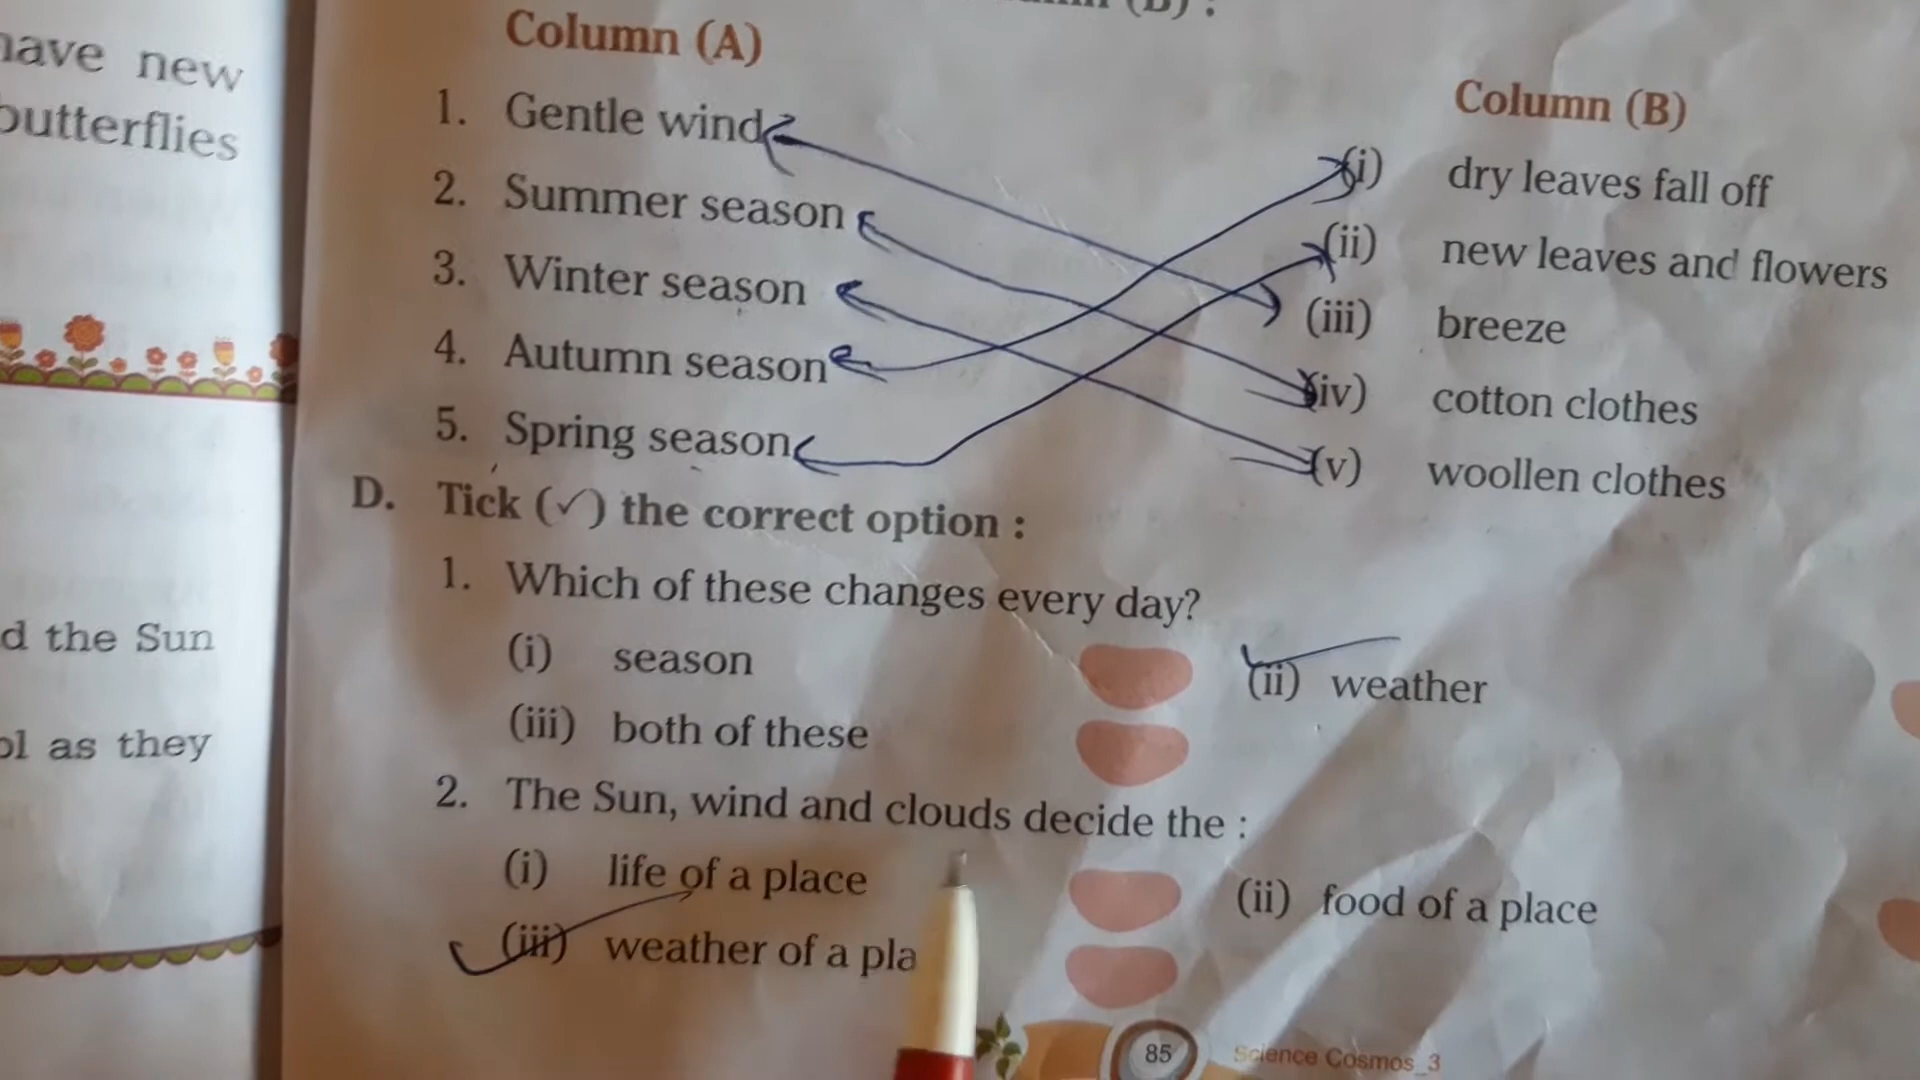 have new
butterflies
d the Sun
ol as they
Column (A)
Column (B)
1. Gentle wind
(i) dry leaves fall off
2. Summer season
(ii) new leaves and flowers
3. Winter season
(iii) breeze
4. Autumn season
(iv) cotton clothes
5. Spring season
(v) woollen clothes
D. Tick (✓) the correct option :
1. Which of these changes every day?
(i) season
(ii) weather
(iii) both of these
2. The Sun, wind and clouds decide the :
(i) life of a place
(ii) food of a place
(iii) weather of a pla
85 Science Cosmos_3